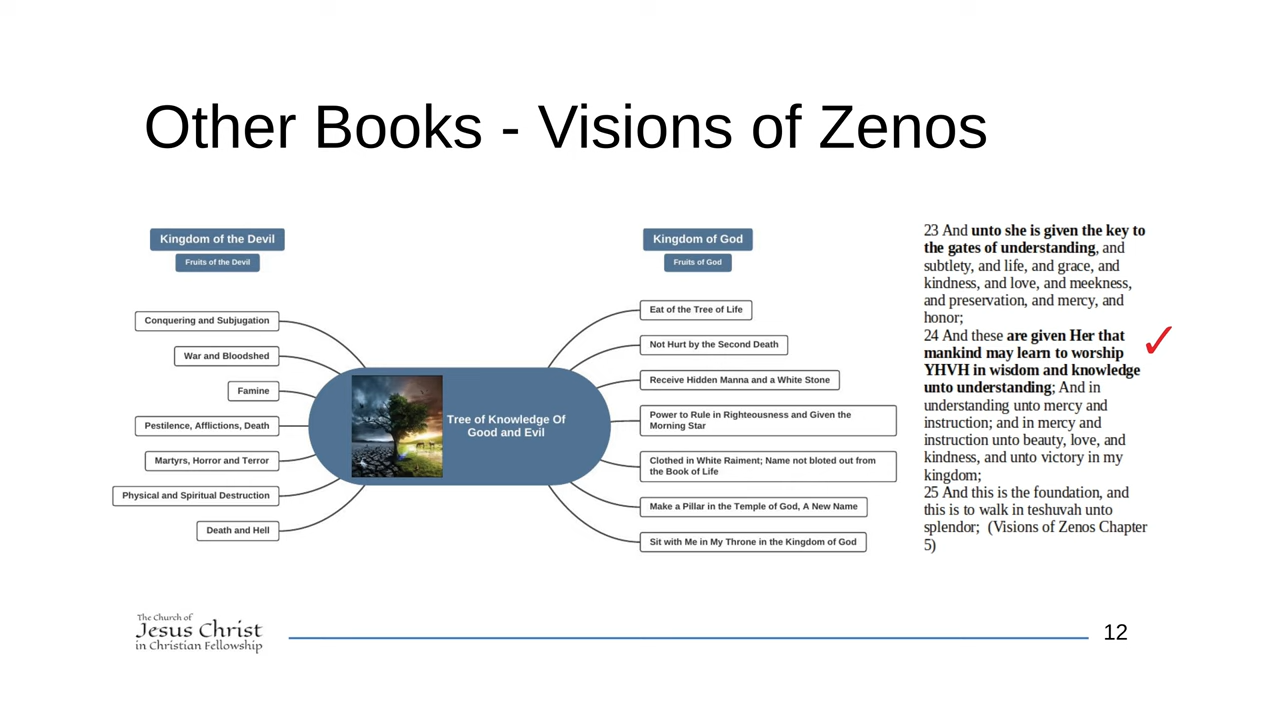 Other Books - Visions of Zenos
Kingdom of the Devil
Fruits of the Devil
Conquering and Subjugation
War and Bloodshed
Famine
Pestilence, Afflictions, Death
Martyrs, Horror and Terror
Physical and Spiritual Destruction
Death and Hell
Tree of Knowledge Of
Good and Evil
Kingdom of God
Fruits of God
Eat of the Tree of Life
Not Hurt by the Second Death
Receive Hidden Manna and a White Stone
Power to Rule in Righteousness and Given the
Morning Star
Clothed in White Raiment; Name not bloted out from
the Book of Life
Make a Pillar in the Temple of God, A New Name
Sit with Me in My Throne in the Kingdom of God
23 And unto she is given the key to
the gates of understanding, and
subtlety, and life, and grace, and
kindness, and love, and meekness,
and preservation, and mercy, and
honor;
24 And these are given Her that
mankind may learn to worship
YHVH in wisdom and knowledge
unto understanding; And in
understanding unto mercy and
instruction; and in mercy and
instruction unto beauty, love, and
kindness, and unto victory in my
kingdom;
25 And this is the foundation, and
this is to walk in teshuvah unto
splendor;  (Visions of Zenos Chapter
5)
The Church of
Jesus Christ
in Christian Fellowship
12